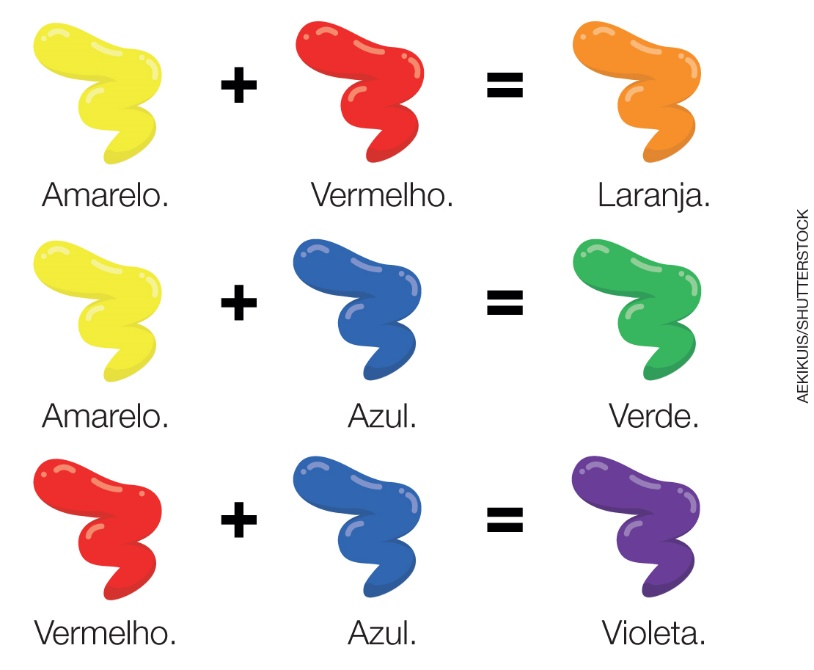 + =
Amarelo. Vermelho. Laranja.
+ =
Amarelo. Azul. Verde.
+ =
Vermelho. Azul. Violeta.
AEKIKUIS/SHUTTERSTOCK